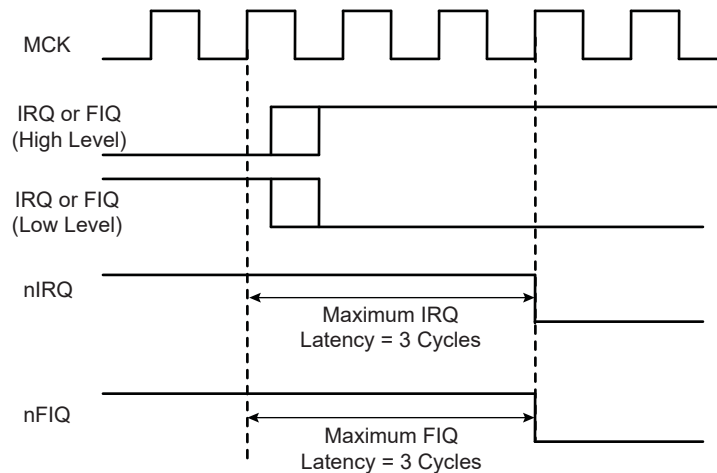 MCK
IRQ or FIQ
(High Level)
IRQ or FIQ
(Low Level)
nIRQ
Maximum IRQ
Latency = 3 Cycles
nFIQ
Maximum FIQ
Latency = 3 Cycles